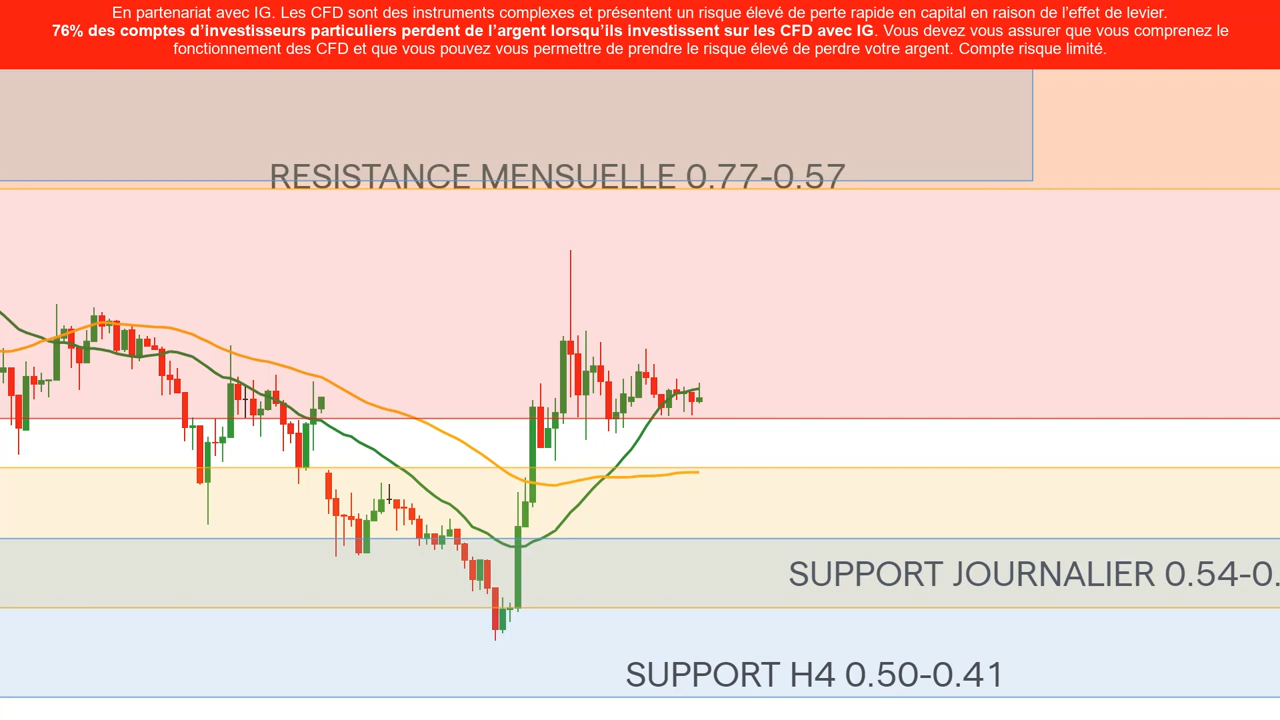 En partenariat avec IG. Les CFD sont des instruments complexes et présentent un risque élevé de perte rapide en capital en raison de l'effet de levier.
76% des comptes d'investisseurs particuliers perdent de l'argent lorsqu'ils investissent sur les CFD avec IG. Vous devez vous assurer que vous comprenez le
fonctionnement des CFD et que vous pouvez vous permettre de prendre le risque élevé de perdre votre argent. Compte risque limité.
RESISTANCE MENSUELLE 0.77-0.57
SUPPORT JOURNALIER 0.54-0.
SUPPORT H4 0.50-0.41